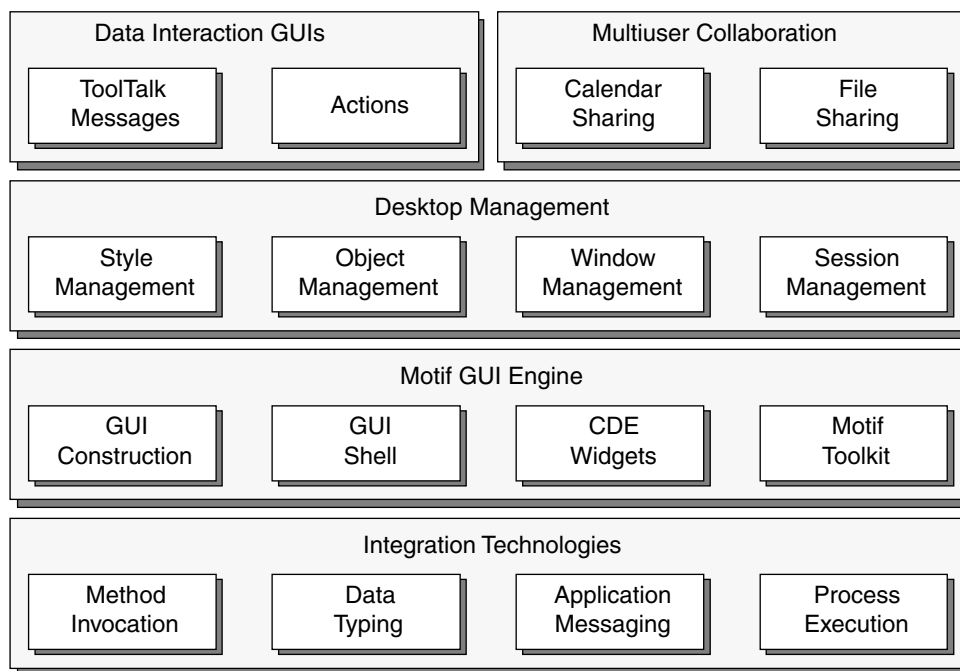 Data Interaction GUIs
ToolTalk
Messages
Actions
Multiuser Collaboration
Calendar
Sharing
File
Sharing
Desktop Management
Style
Management
Object
Management
Window
Management
Session
Management
Motif GUI Engine
GUI
Construction
GUI
Shell
CDE
Widgets
Motif
Toolkit
Integration Technologies
Method
Invocation
Data
Typing
Application
Messaging
Process
Execution